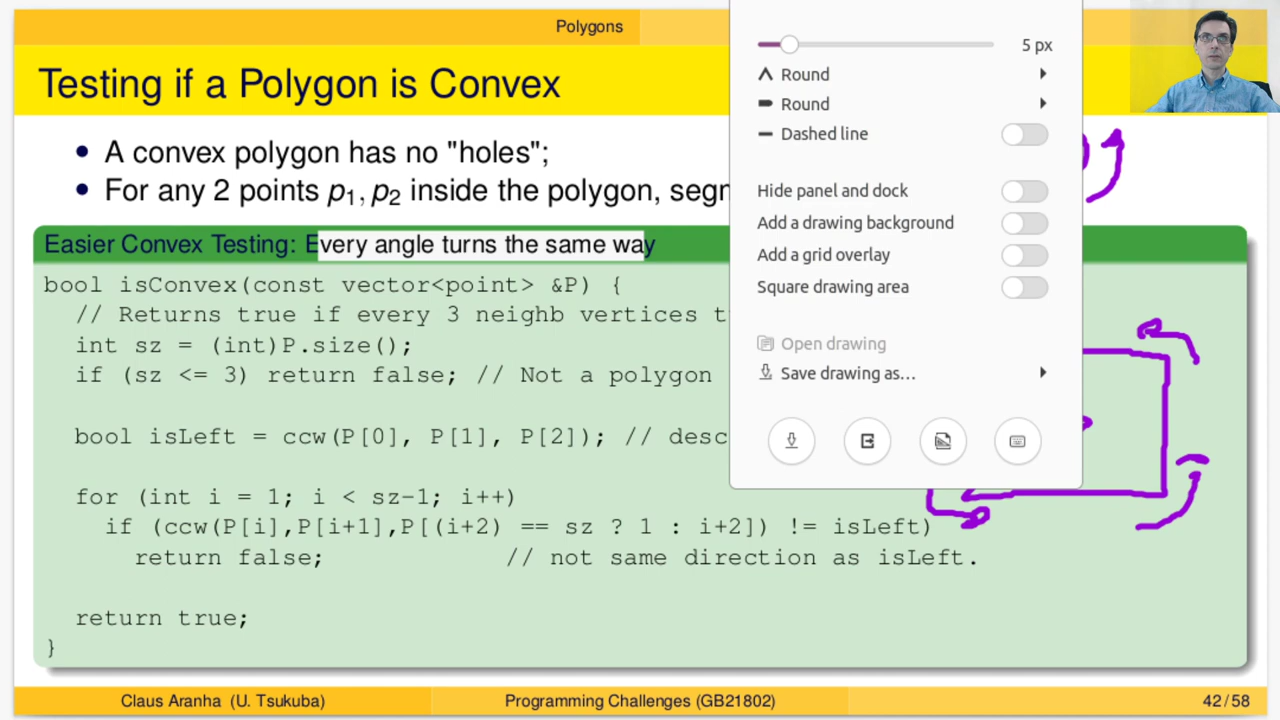 Polygons
Testing if a Polygon is Convex
• A convex polygon has no "holes";
• For any 2 points p1, p2 inside the polygon,
Easier Convex Testing: Every angle turns the same way
bool isConvex(const vector<point> &P) {
// Returns true if every 3 neighb vertices
int sz = (int)P.size();
if (sz <= 3) return false; // Not a polygon
bool isLeft = ccw(P[0], P[1], P[2]); //
for (int i = 1; i < sz-1; i++)
if (ccw(P[i],P[i+1],P[(i+2) == sz ? 1 : i+2]) != isLeft)
return false; // not same direction as isLeft.
return true;
}
5 px
Round
Round
Dashed line
Hide panel and dock
Add a drawing background
Add a grid overlay
Square drawing area
Open drawing
Save drawing as…
Claus Aranha (U. Tsukuba) Programming Challenges (GB21802) 42 / 58